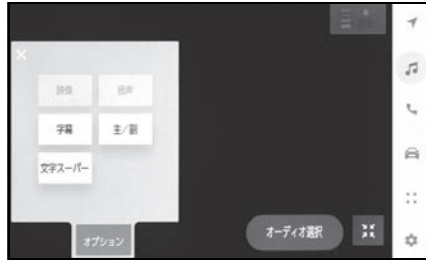 映像 音声
字幕 主／副
文字スーパー
オプション
オーディオ選択